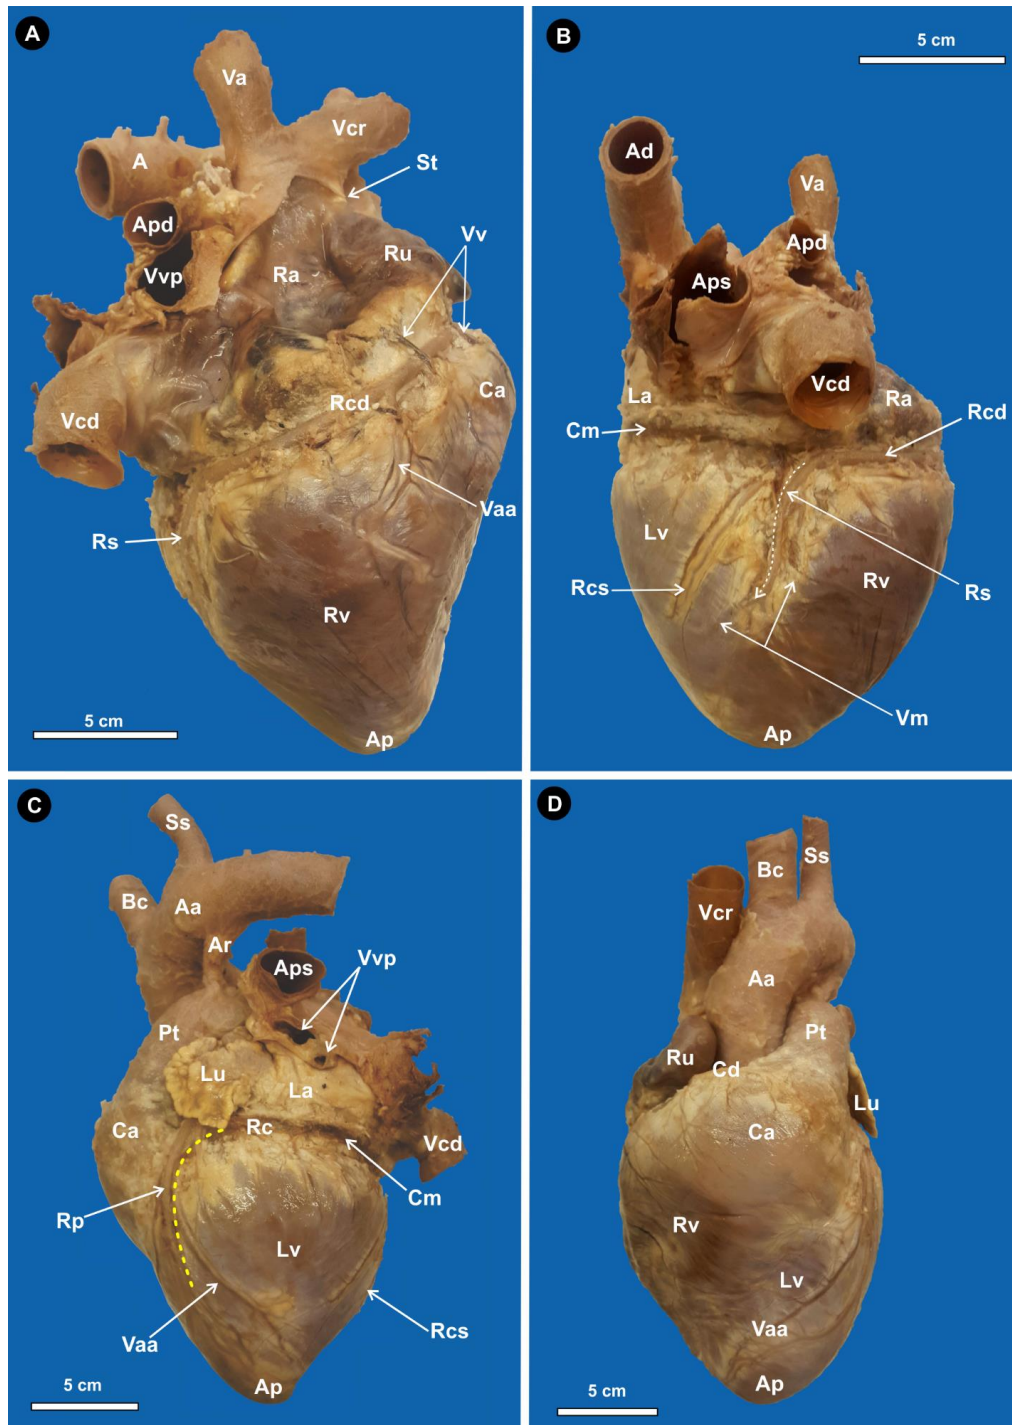 A
Va
Vcr
A
St
Apd
Vv
Vvp
Ra
Ru
Rcd
Ca
Vcd
Vaa
Rs
Rv
5 cm
Ap
B
5 cm
Ad
Va
Apd
Aps
Vcd
La
Ra
Rcd
Cm
Lv
Rv
Rcs
Rs
Vm
Ap
C
Ss
Bc
Aa
Ar
Vvp
Aps
Pt
Lu
La
Ca
Rc
Vcd
Cm
Rp
Lv
Vaa
Rcs
5 cm
Ap
D
Ss
Bc
Vcr
Aa
Pt
Ru
Cd
Lu
Ca
Rv
Lv
Vaa
Ap
5 cm